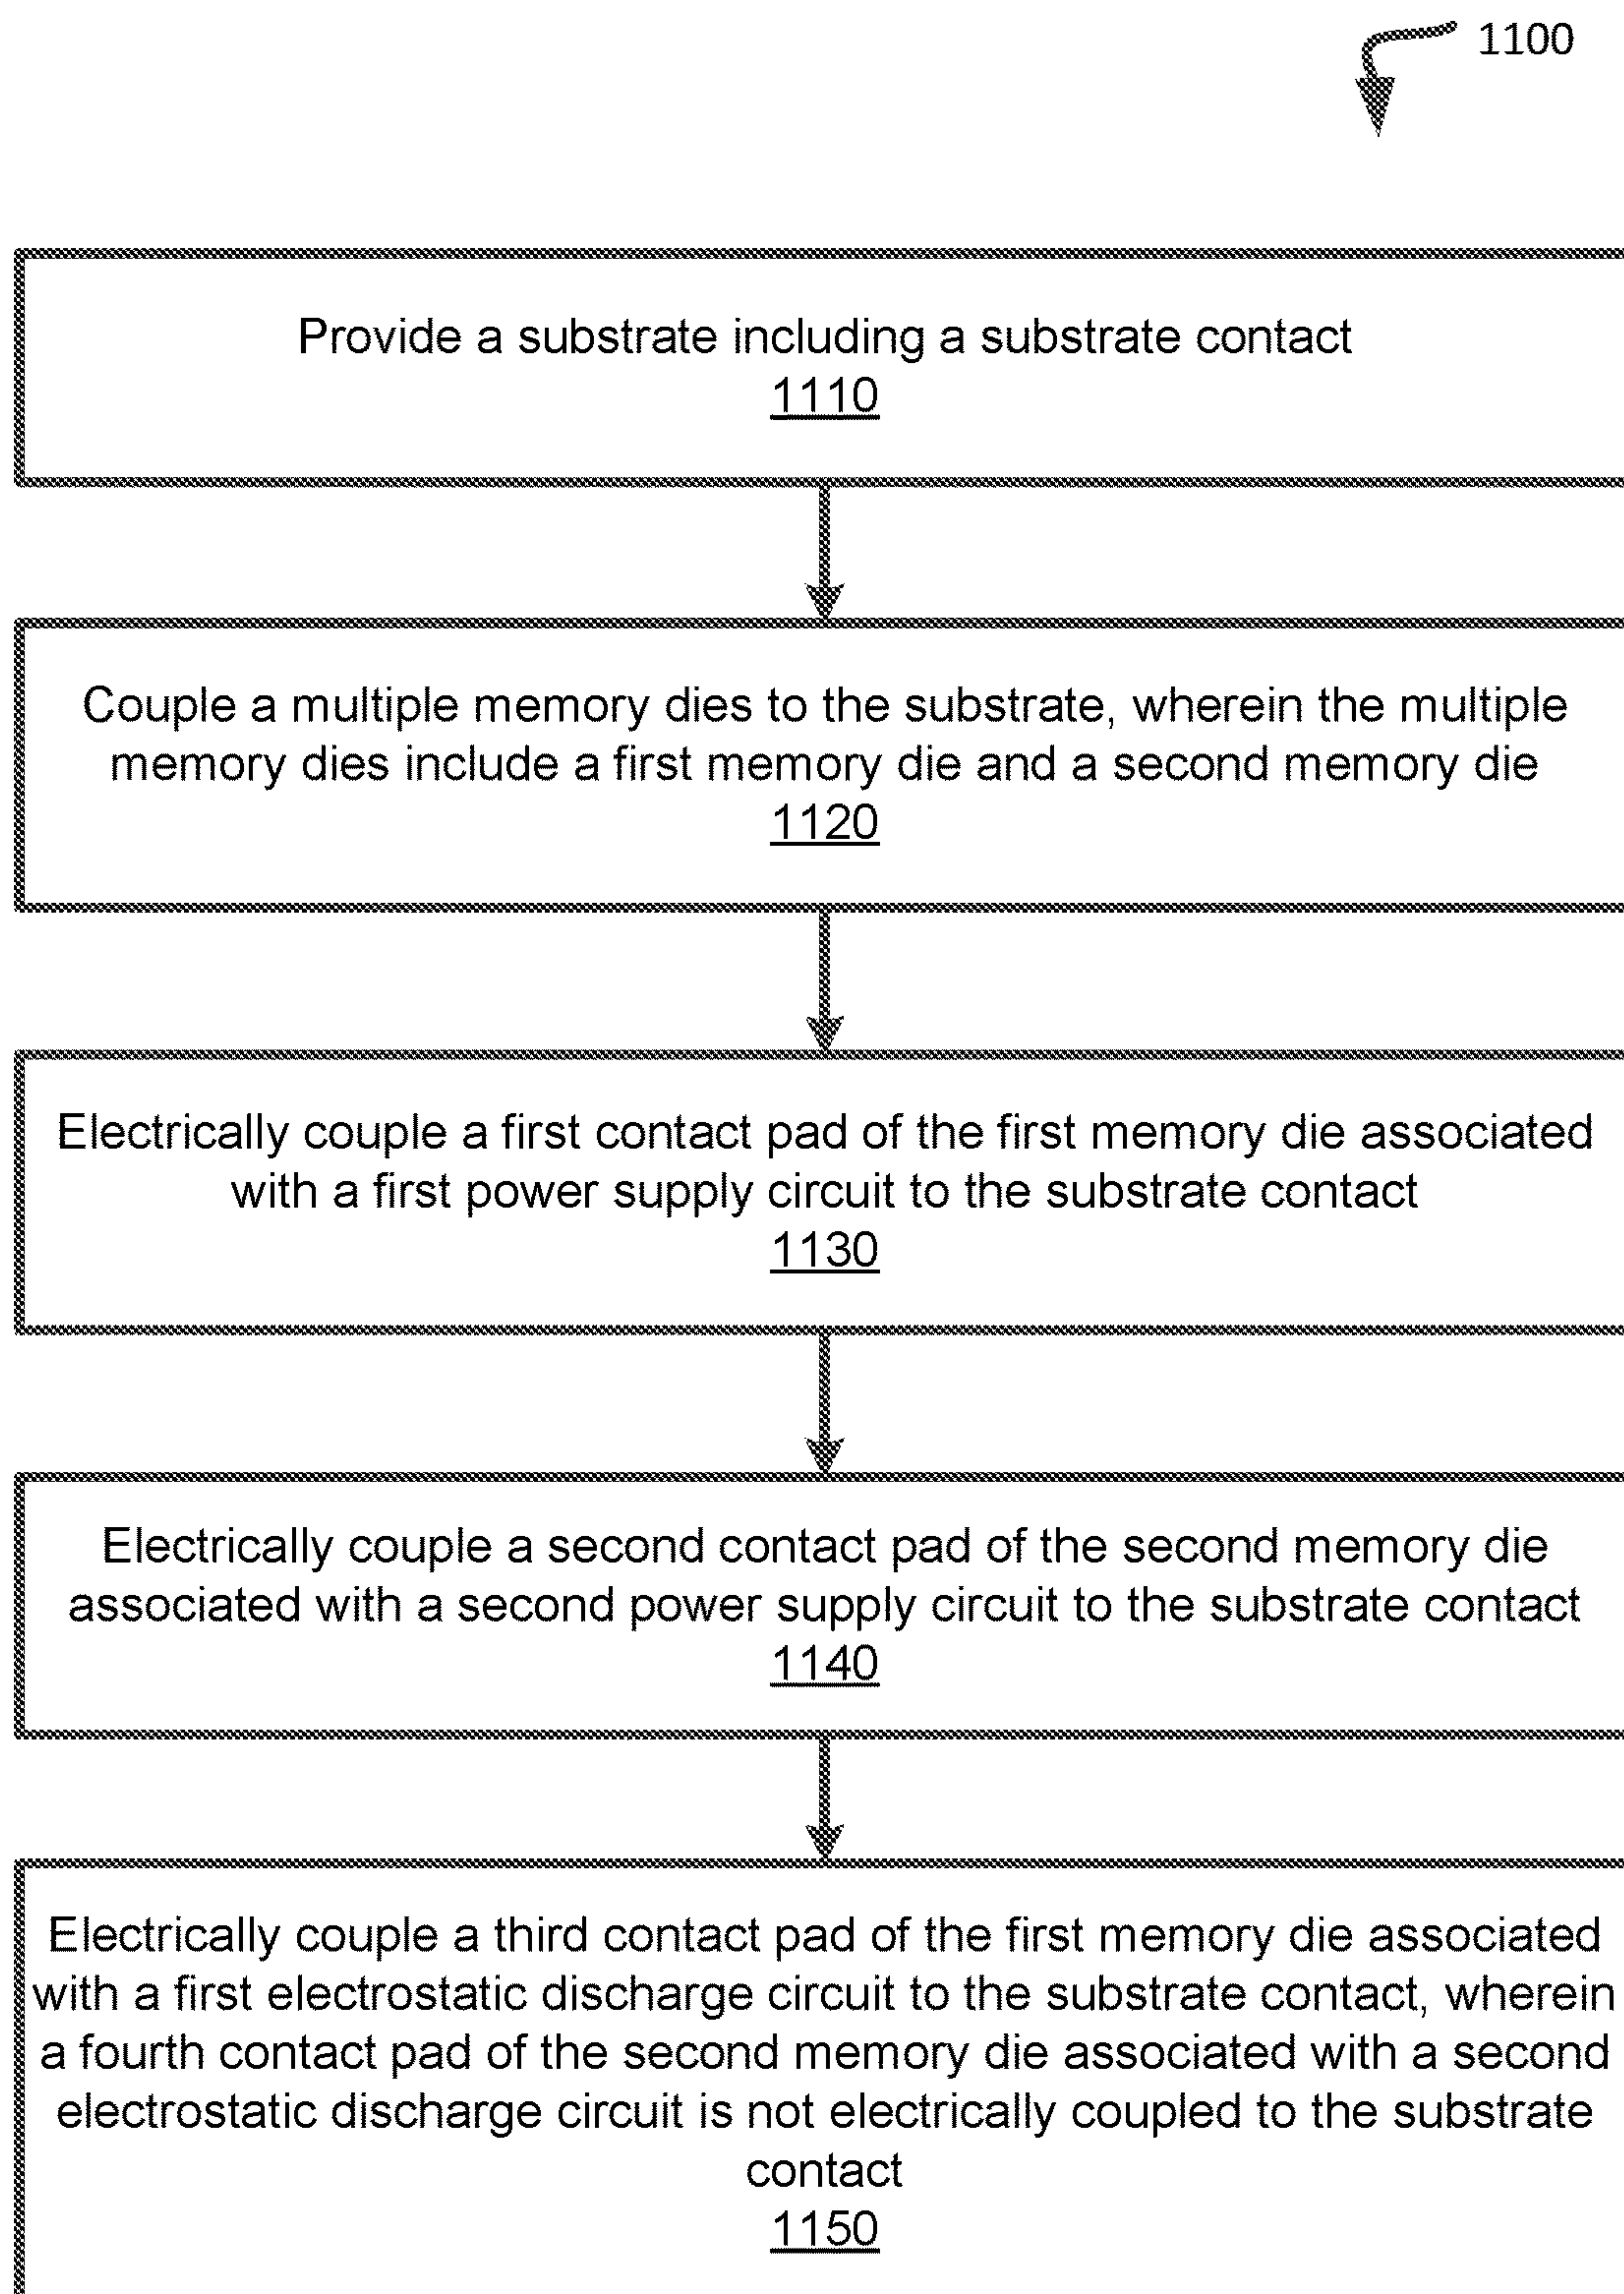 1100
Provide a substrate including a substrate contact
1110
Couple a multiple memory dies to the substrate, wherein the multiple
memory dies include a first memory die and a second memory die
1120
Electrically couple a first contact pad of the first memory die associated
with a first power supply circuit to the substrate contact
1130
Electrically couple a second contact pad of the second memory die
associated with a second power supply circuit to the substrate contact
1140
Electrically couple a third contact pad of the first memory die associated
with a first electrostatic discharge circuit to the substrate contact, wherein
a fourth contact pad of the second memory die associated with a second
electrostatic discharge circuit is not electrically coupled to the substrate
contact
1150